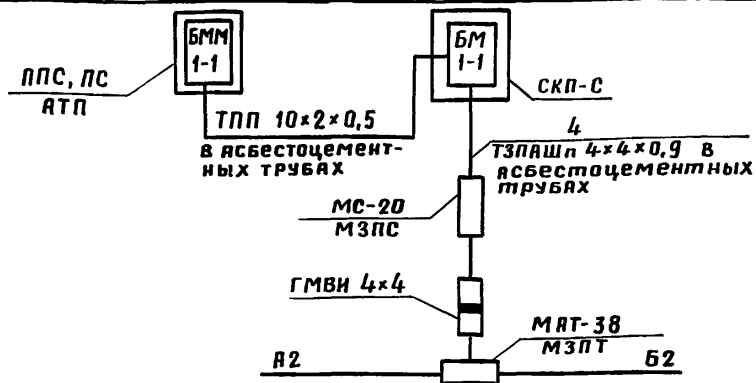 БММ
1-1
БМ
1-1
ППС, ПС
АТП
СКП-С
ТПП 10×2×0,5
в асбестоцемент-
ных трубах
4
ТЗПАШп 4×4×0,9 в
асбестоцементных
трубах
МС-20
МЗПС
ГМВИ 4×4
МАТ-38
МЗПТ
А2
Б2